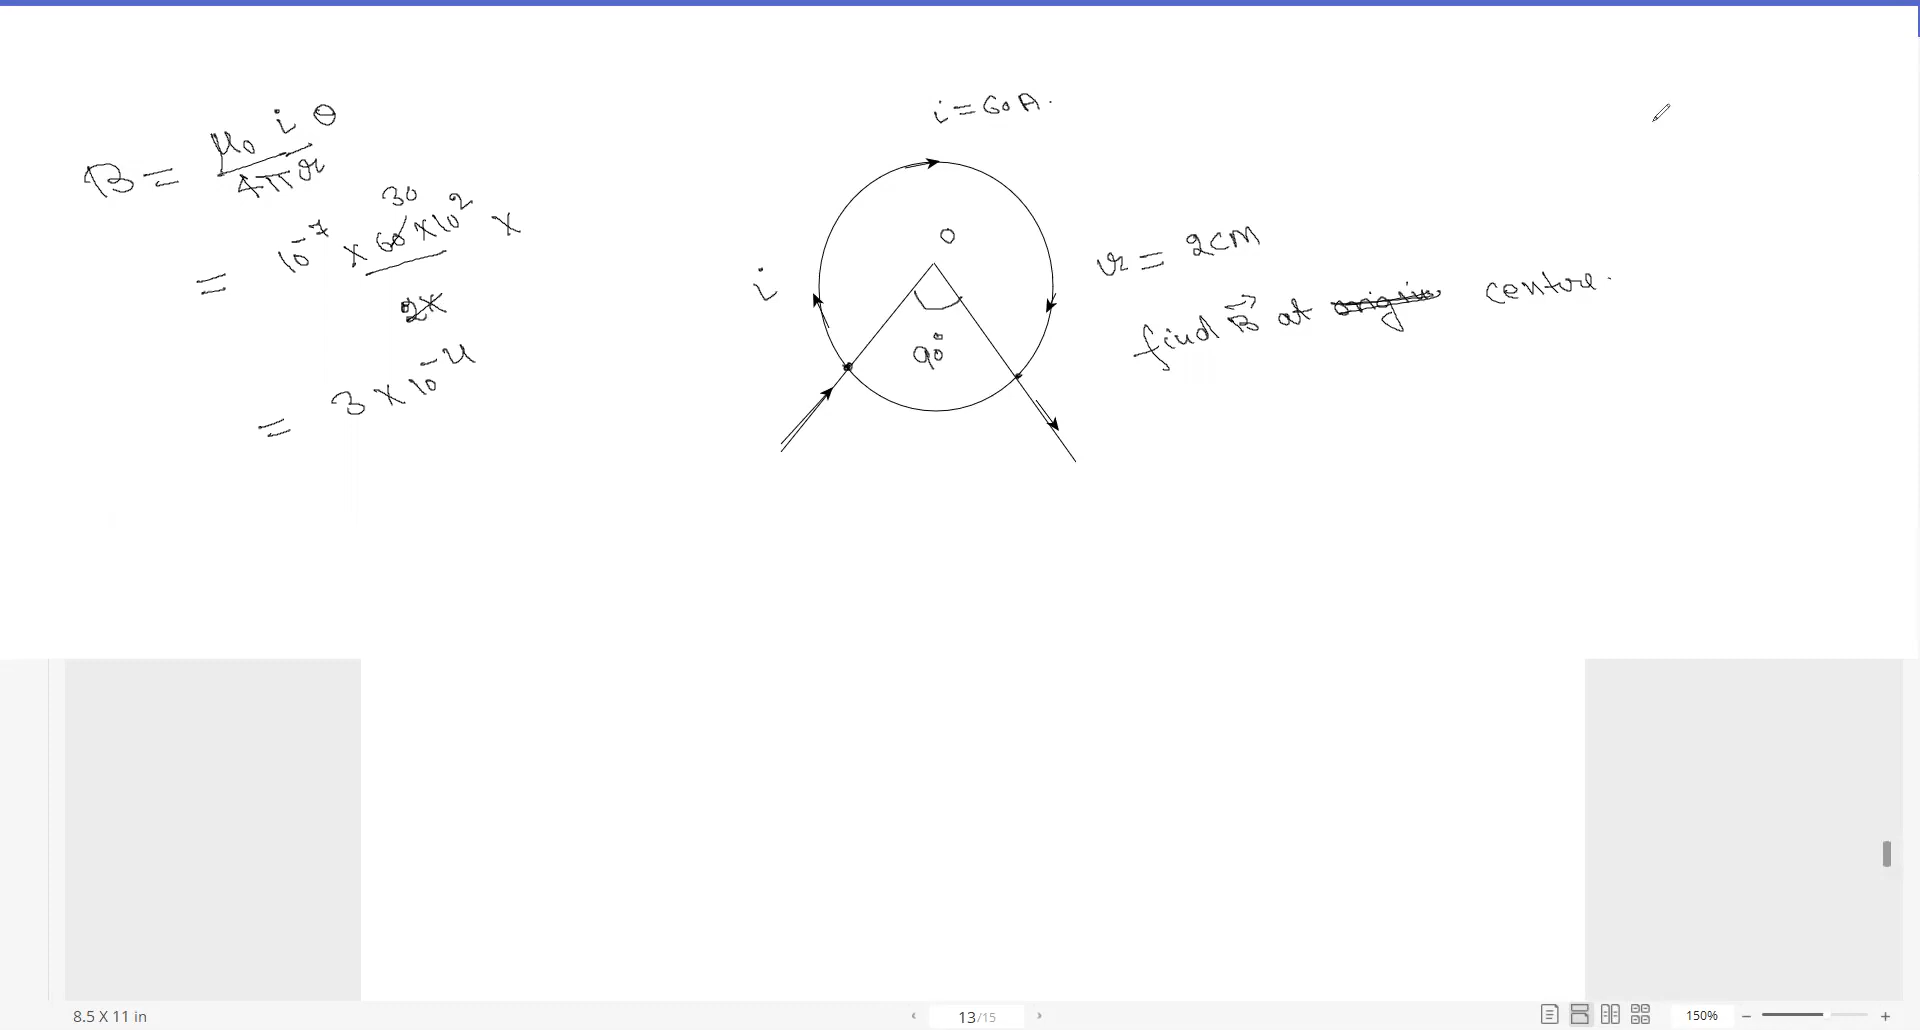 i = 60A.
B = μ₀ i θ / 4πr
30
= 10⁻⁷ × 60 × 10² ×
2×
= 3 × 10⁻⁴
O
i
90°
r = 2cm
find B⃗ at origin centre.
8.5 X 11 in
13/15
150%